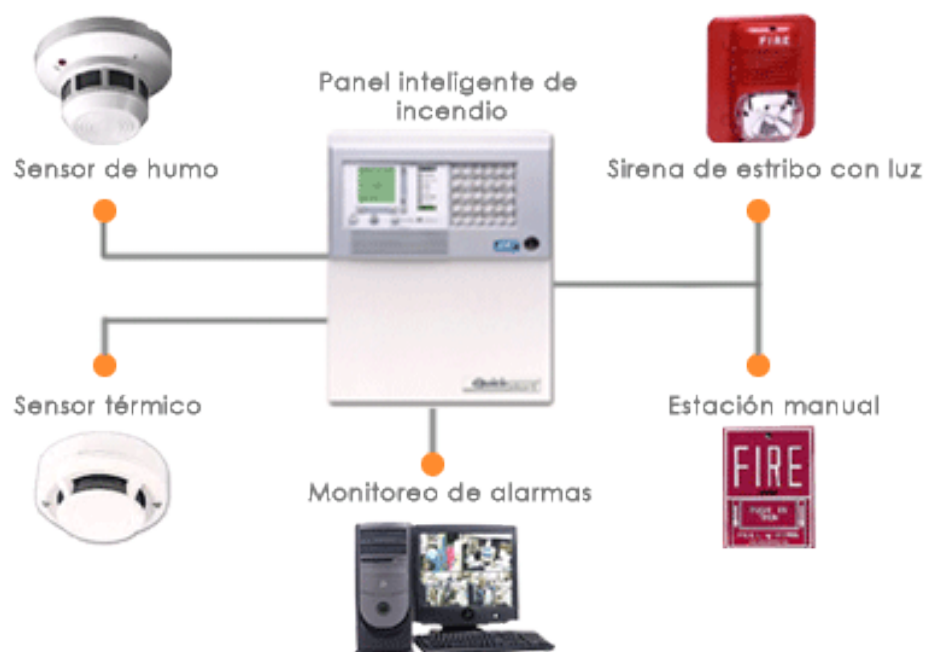 Panel inteligente de
incendio
FIRE
Sensor de humo
Sirena de estribo con luz
Sensor térmico
Estación manual
FIRE
Monitoreo de alarmas